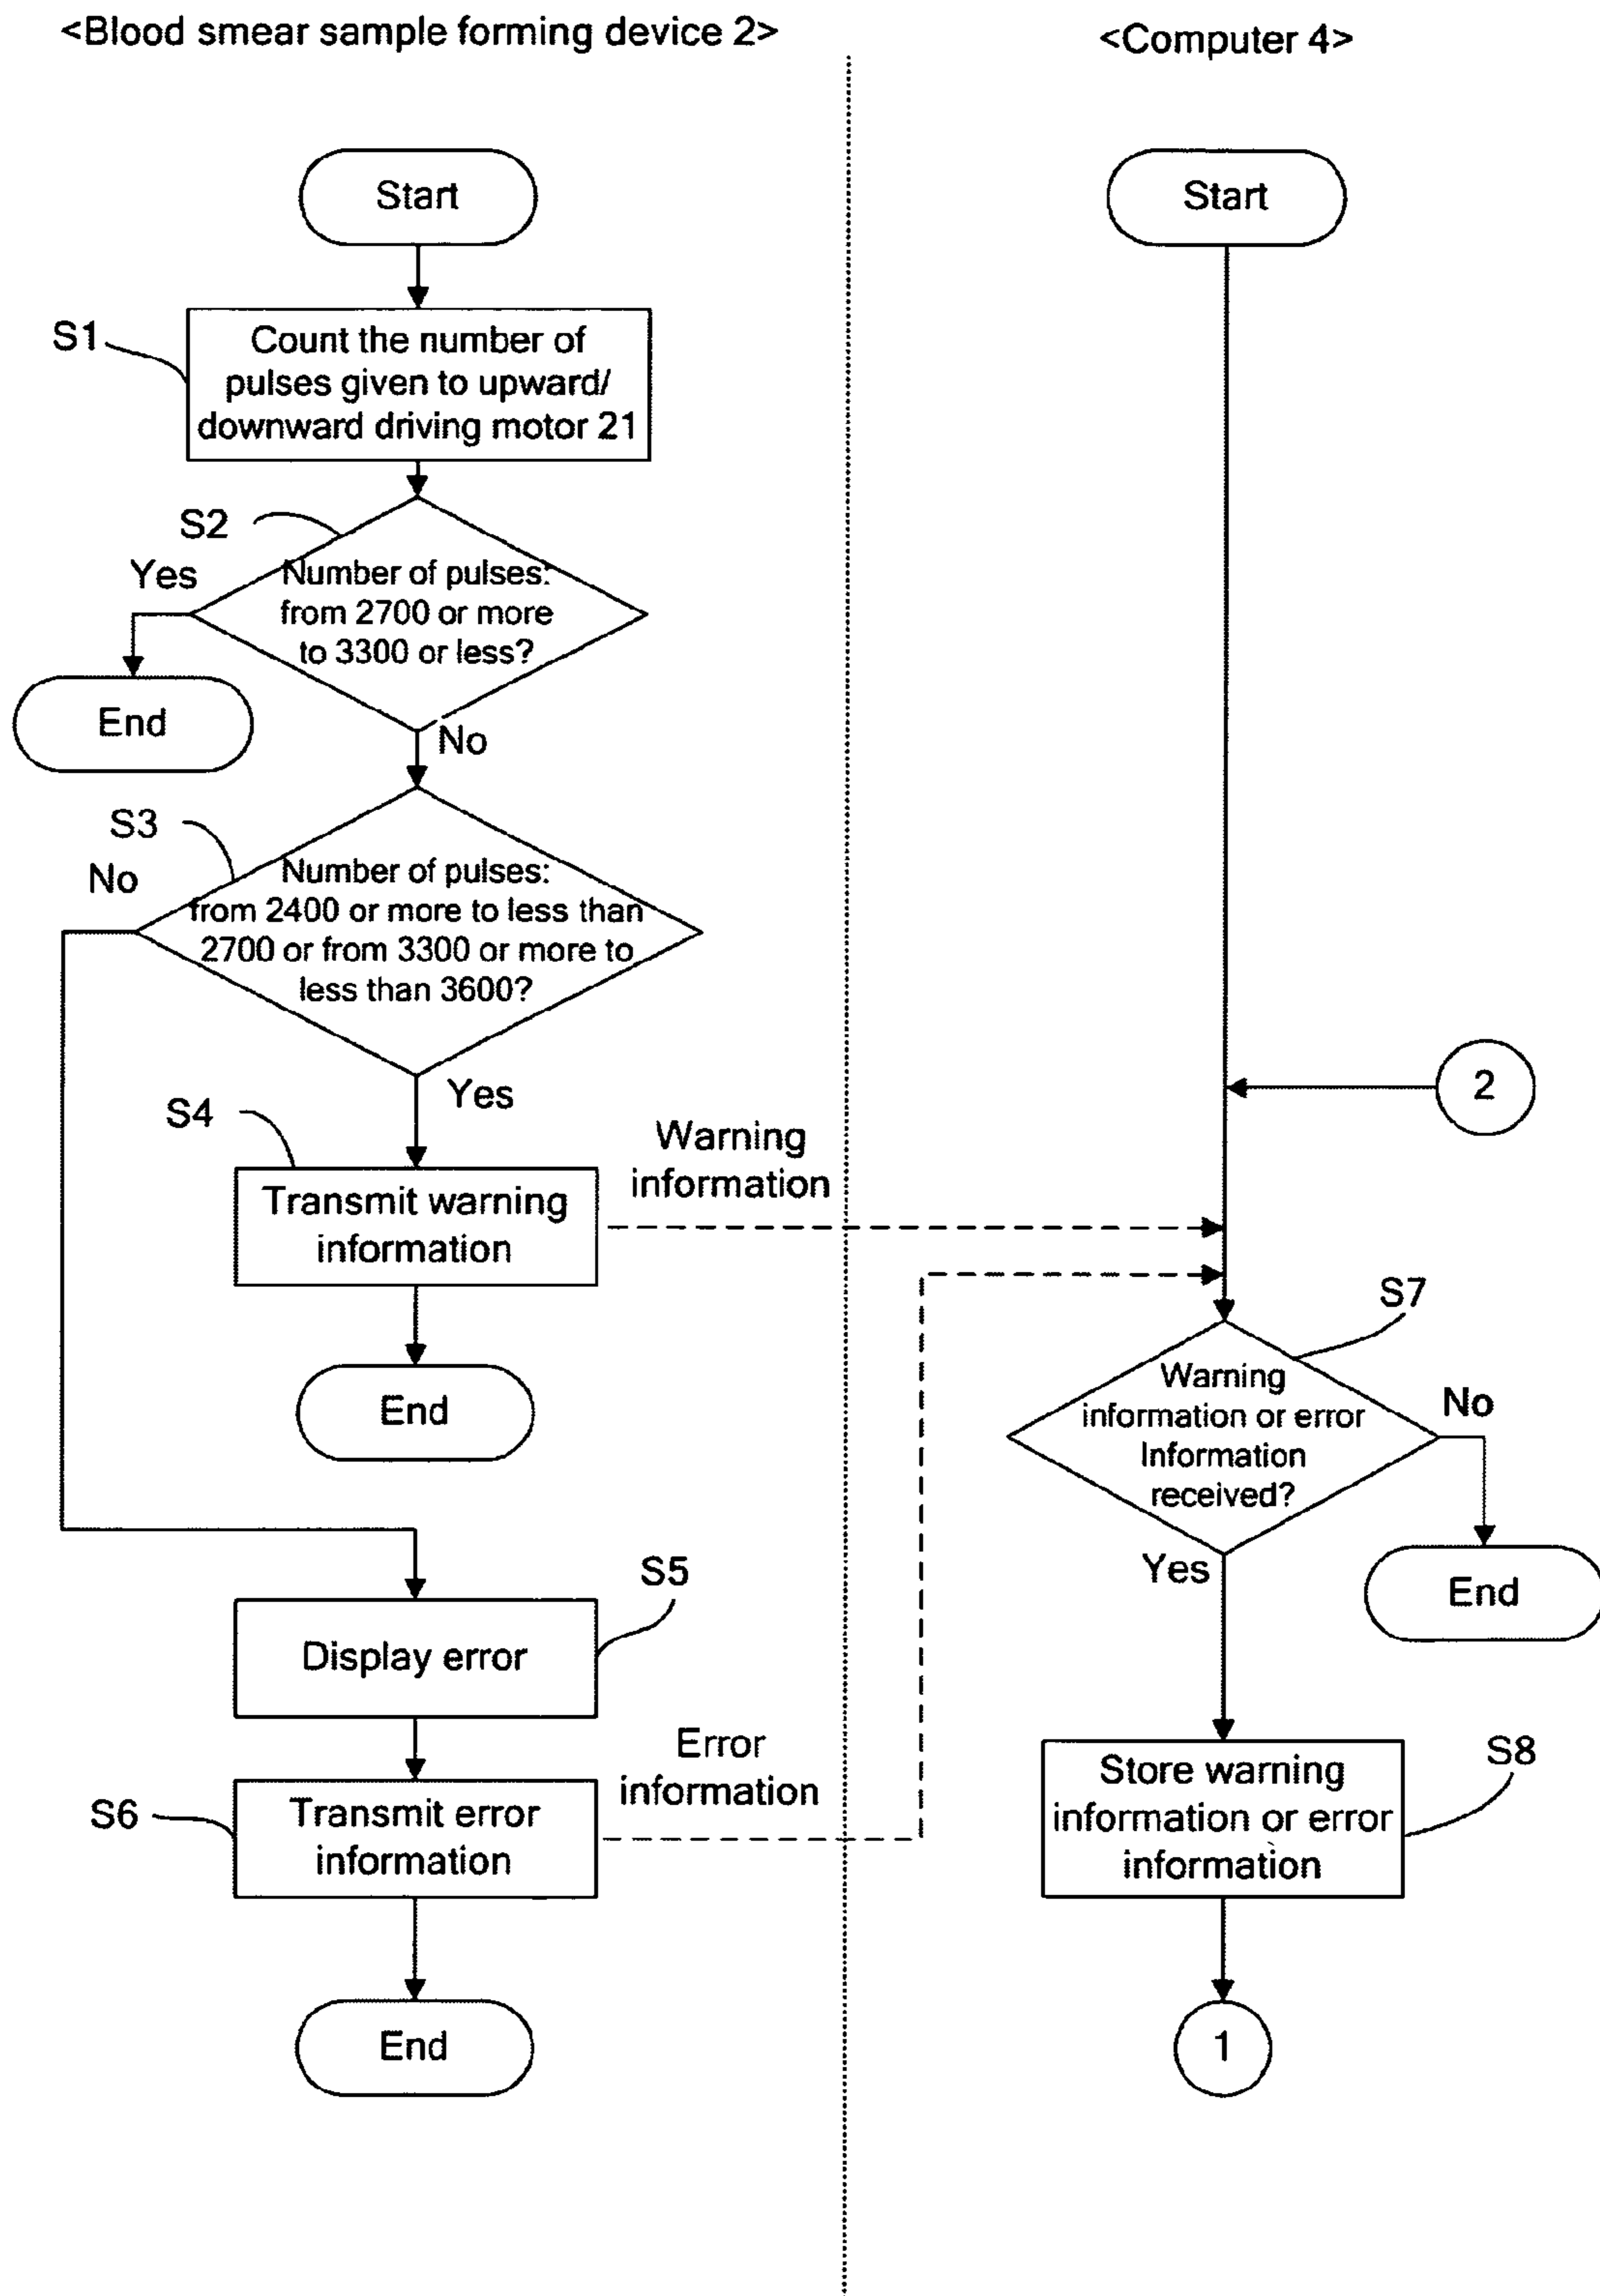 <Blood smear sample forming device 2>
Start
S1
Count the number of
pulses given to upward/
downward driving motor 21
S2
Yes
Number of pulses:
from 2700 or more
to 3300 or less?
End
No
S3
No
Number of pulses:
from 2400 or more to less than
2700 or from 3300 or more to
less than 3600?
Yes
S4
Transmit warning
information
Warning
information
End
S5
Display error
S6
Transmit error
information
Error
information
End
<Computer 4>
Start
2
S7
Warning
information or error
Information
received?
No
End
Yes
Store warning
information or error
information
S8
1